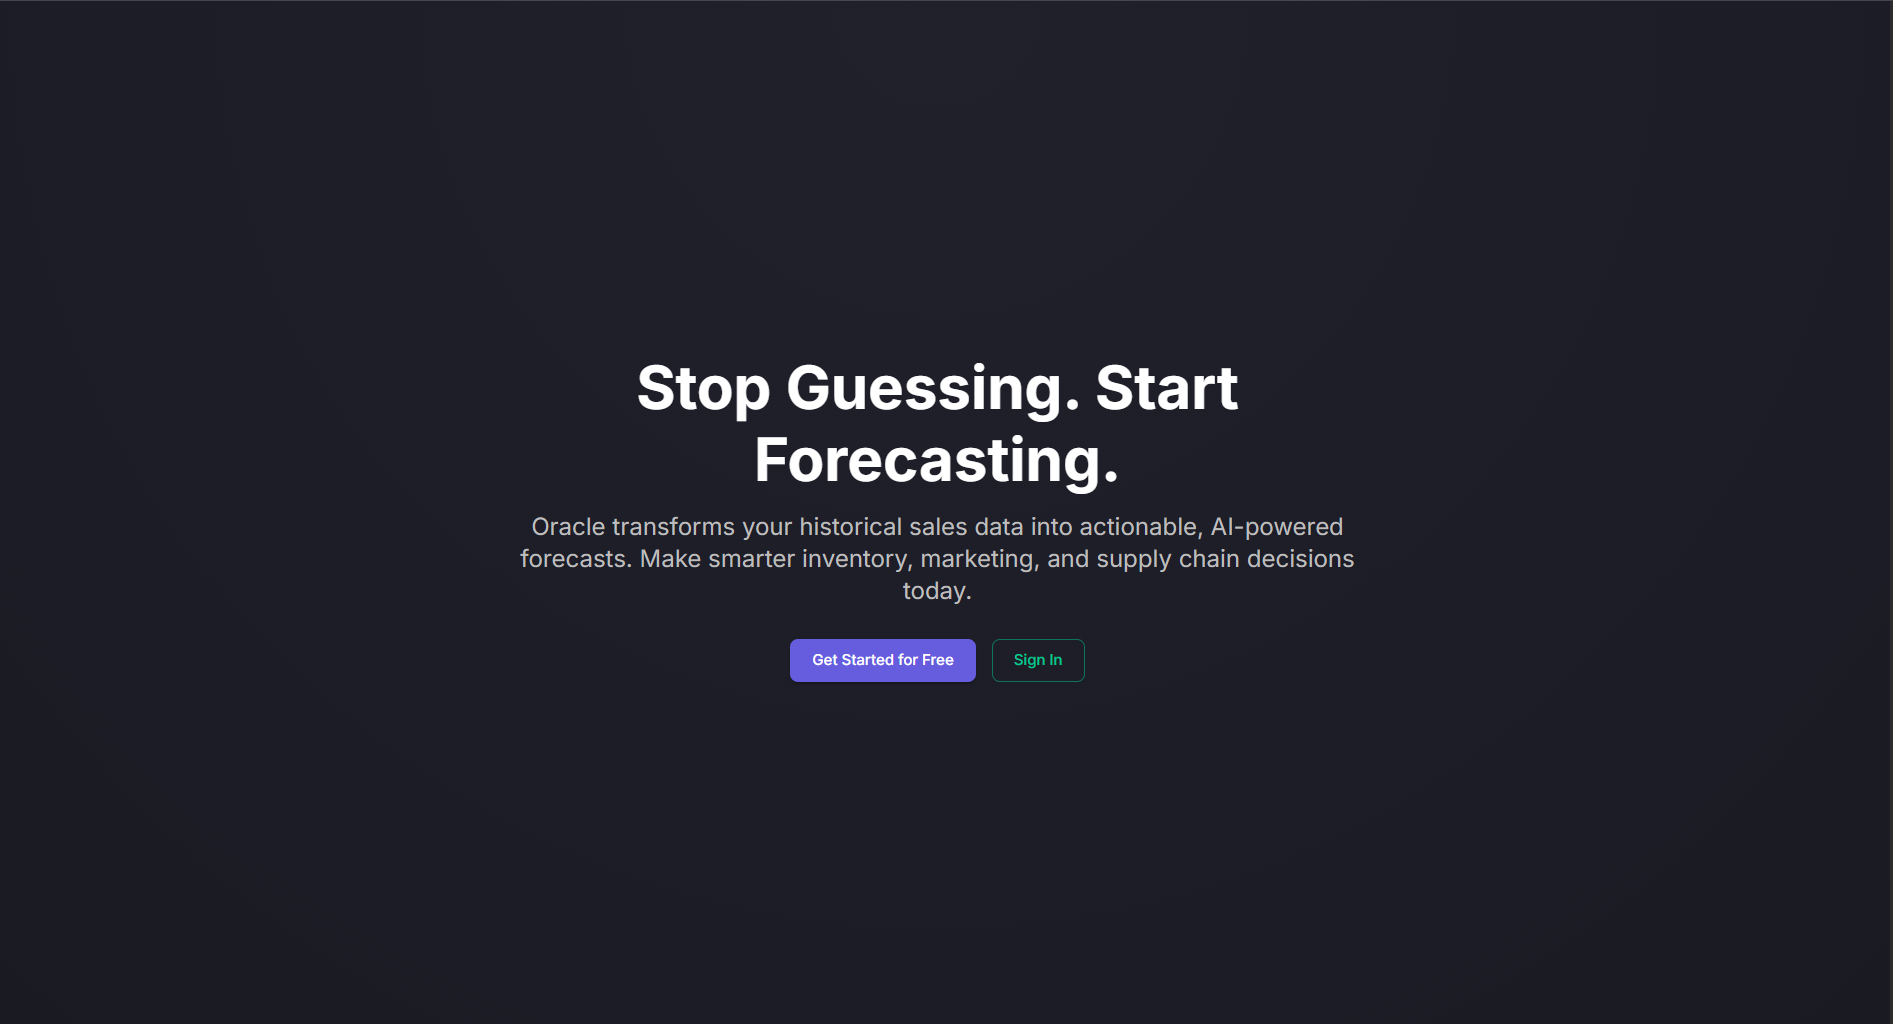 Stop Guessing. Start
Forecasting.
Oracle transforms your historical sales data into actionable, AI-powered
forecasts. Make smarter inventory, marketing, and supply chain decisions
today.
Get Started for Free
Sign In